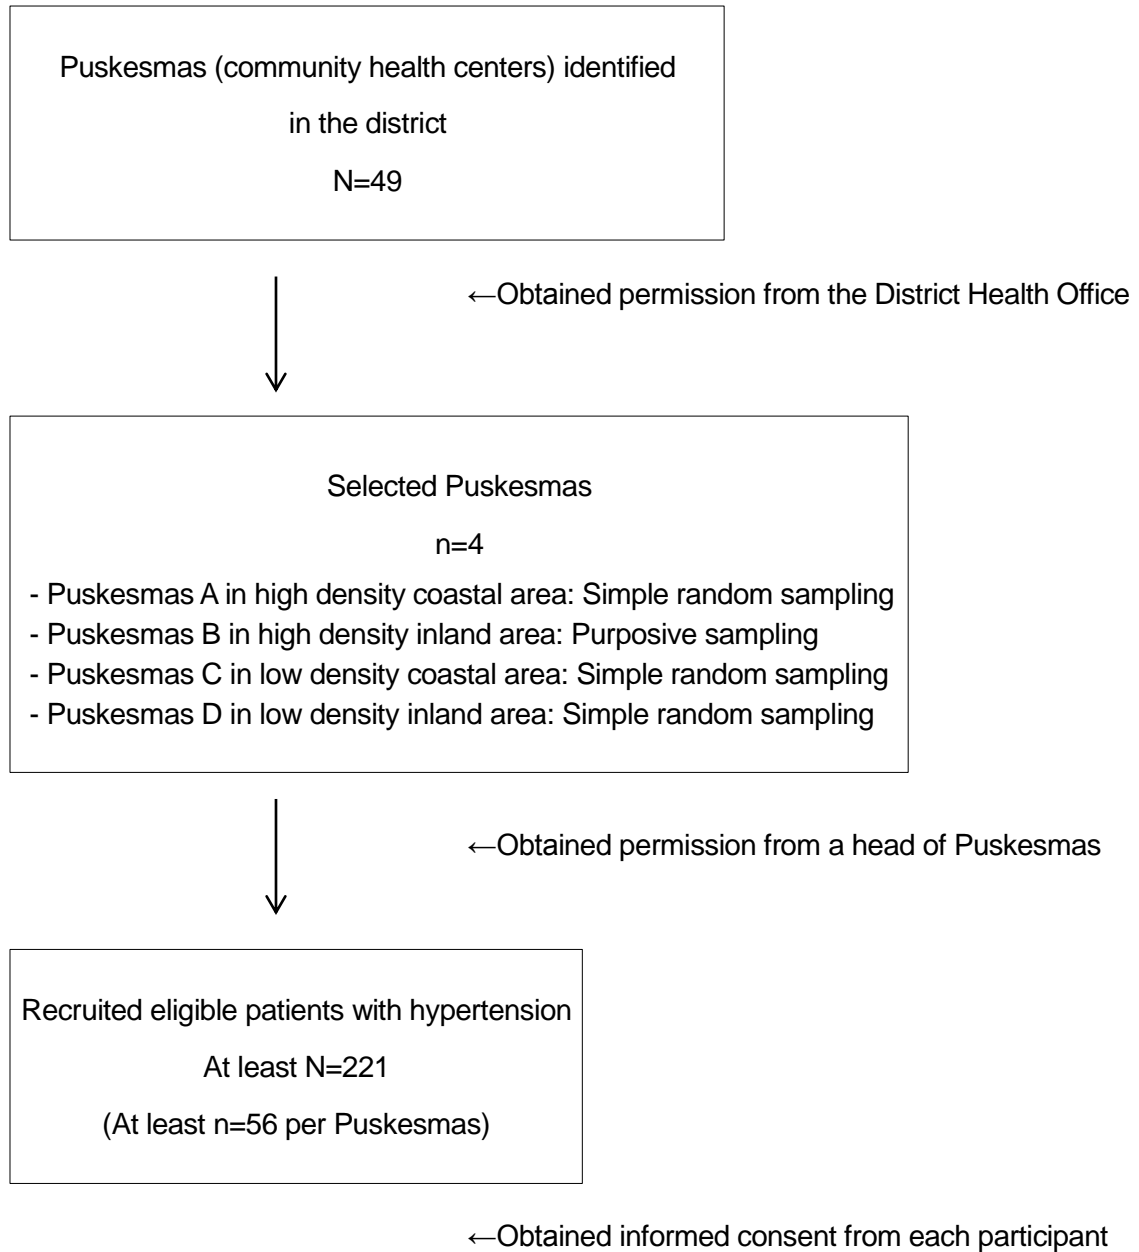 Puskesmas (community health centers) identified
in the district
N=49
←Obtained permission from the District Health Office
Selected Puskesmas
n=4
- Puskesmas A in high density coastal area: Simple random sampling
- Puskesmas B in high density inland area: Purposive sampling
- Puskesmas C in low density coastal area: Simple random sampling
- Puskesmas D in low density inland area: Simple random sampling
←Obtained permission from a head of Puskesmas
Recruited eligible patients with hypertension
At least N=221
(At least n=56 per Puskesmas)
←Obtained informed consent from each participant